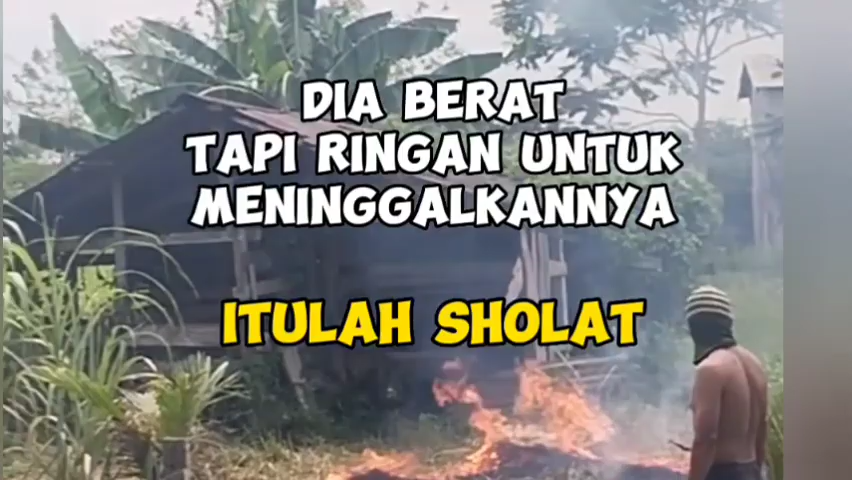 DIA BERAT
TAPI RINGAN UNTUK
MENINGGALKANNYA
ITULAH SHOLAT